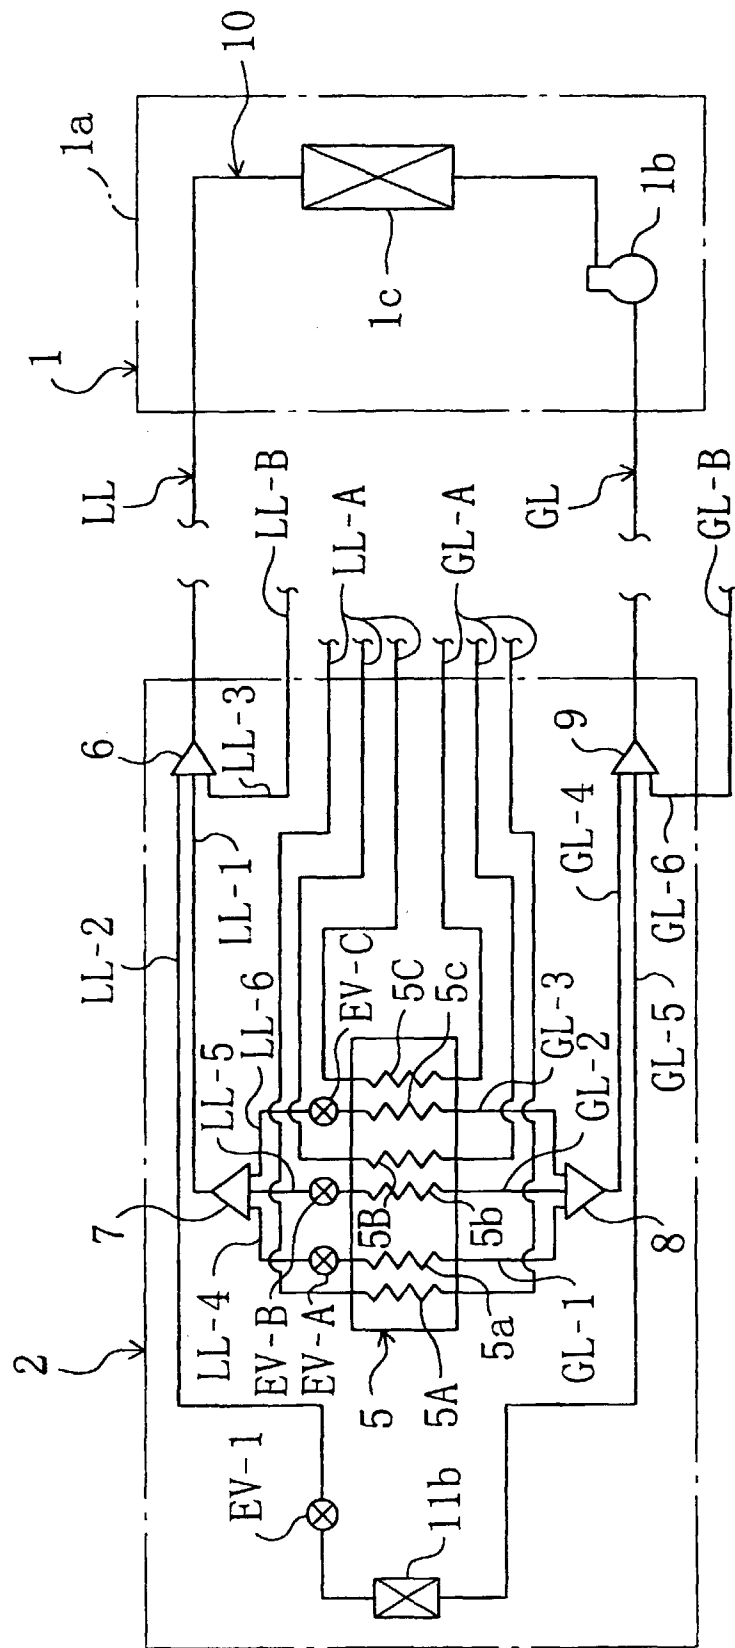 10
1a
1
1c
1b
LL
LL-B
LL-A
GL-A
GL
GL-B
6
LL-3
LL-2
LL-1
LL-6
LL-5
7
LL-4
EV-C
EV-B
EV-A
EV-1
5C
5c
5B
5b
5a
5A
5
11b
9
GL-4
GL-6
GL-5
GL-3
GL-2
GL-1
8
2